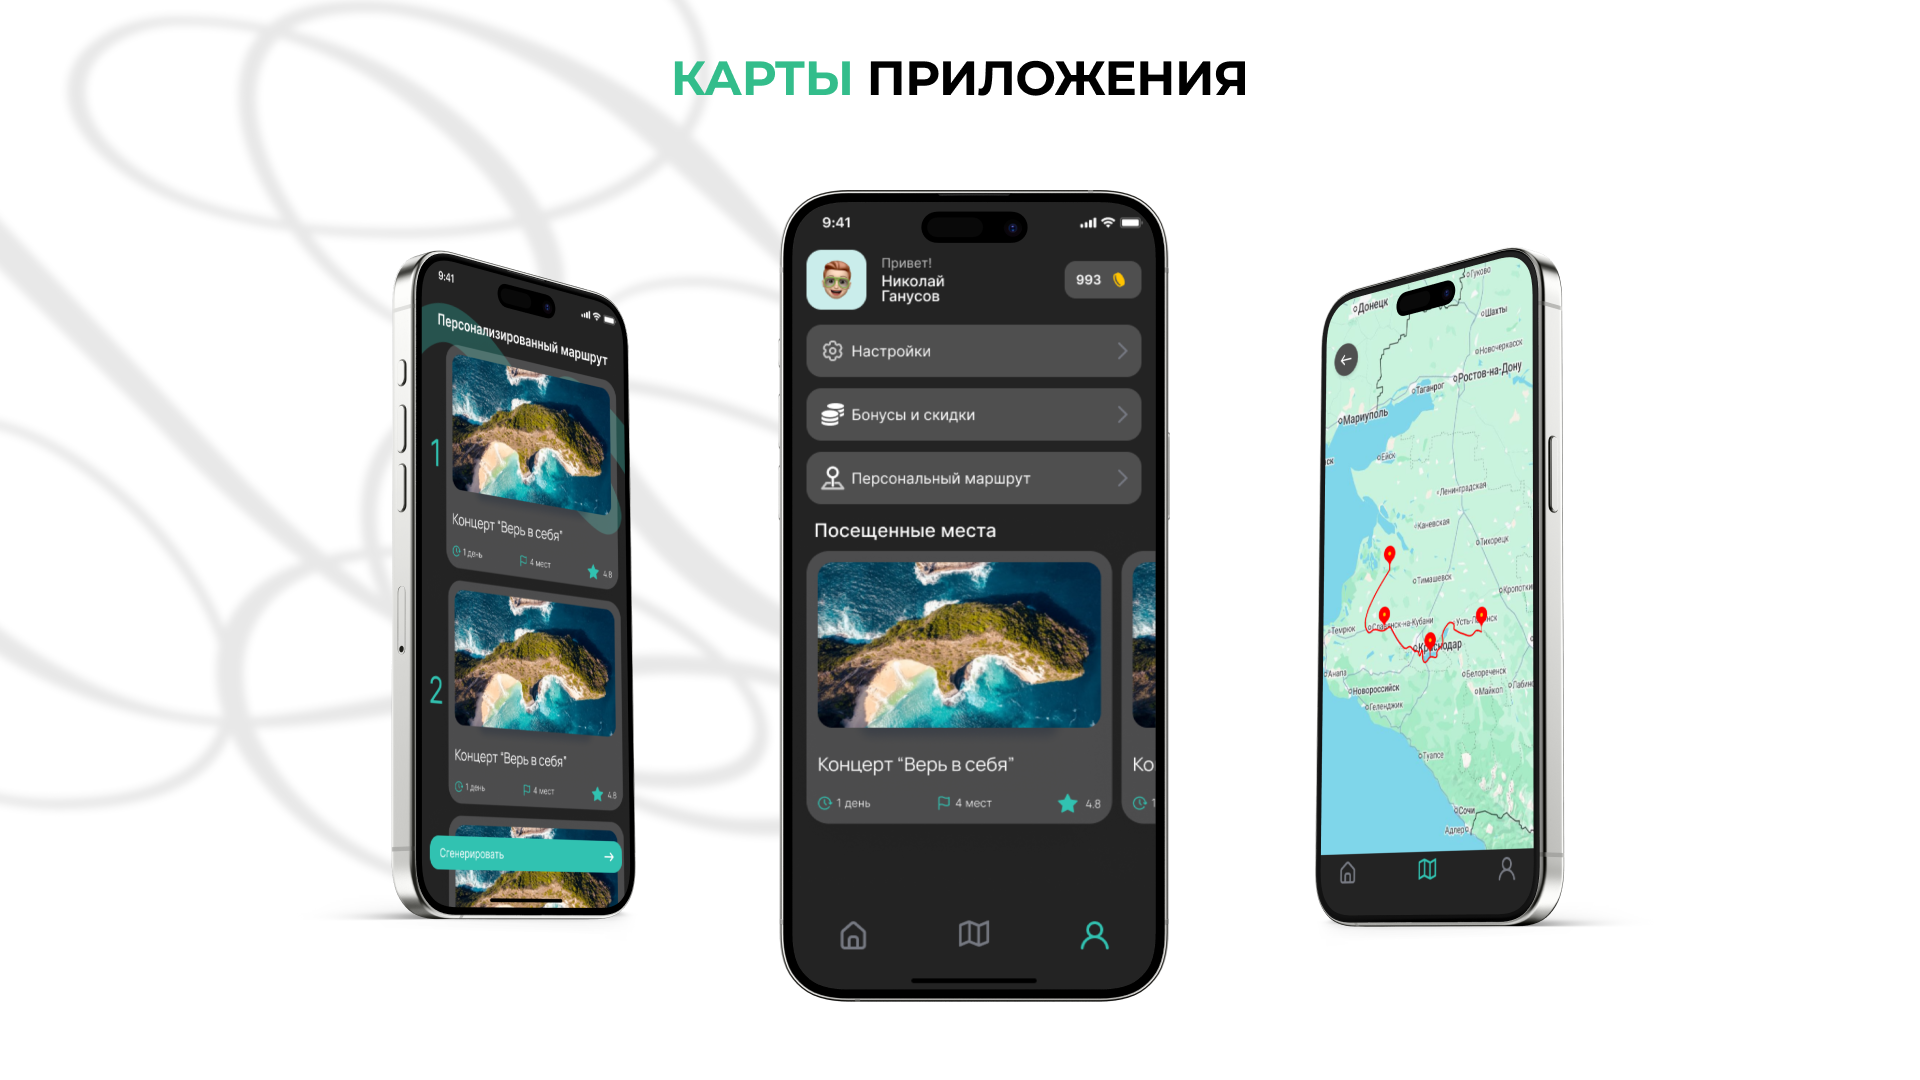 КАРТЫ ПРИЛОЖЕНИЯ
9:41
Персонализированный маршрут
1
Концерт “Верь в себя”
1 день
4 мест
4.8
2
Концерт “Верь в себя”
1 день
4 мест
4.8
Сгенерировать
9:41
Привет!
Николай
Ганусов
993
Настройки
Бонусы и скидки
Персональный маршрут
Посещенные места
Концерт “Верь в себя”
1 день
4 мест
4.8
Ко
1
Гуково
Донецк
Шахты
Новочеркасск
Ростов-на-Дону
Таганрог
Мариуполь
Ейск
ск
Ленинградская
Каневская
Тихорецк
Тимашевск
Кропоткин
Славянск-на-Кубани
Темрюк
Краснодар
Анапа
Белореченск
Новороссийск
Майкоп
Лабинс
Геленджик
Туапсе
Сочи
Адлер